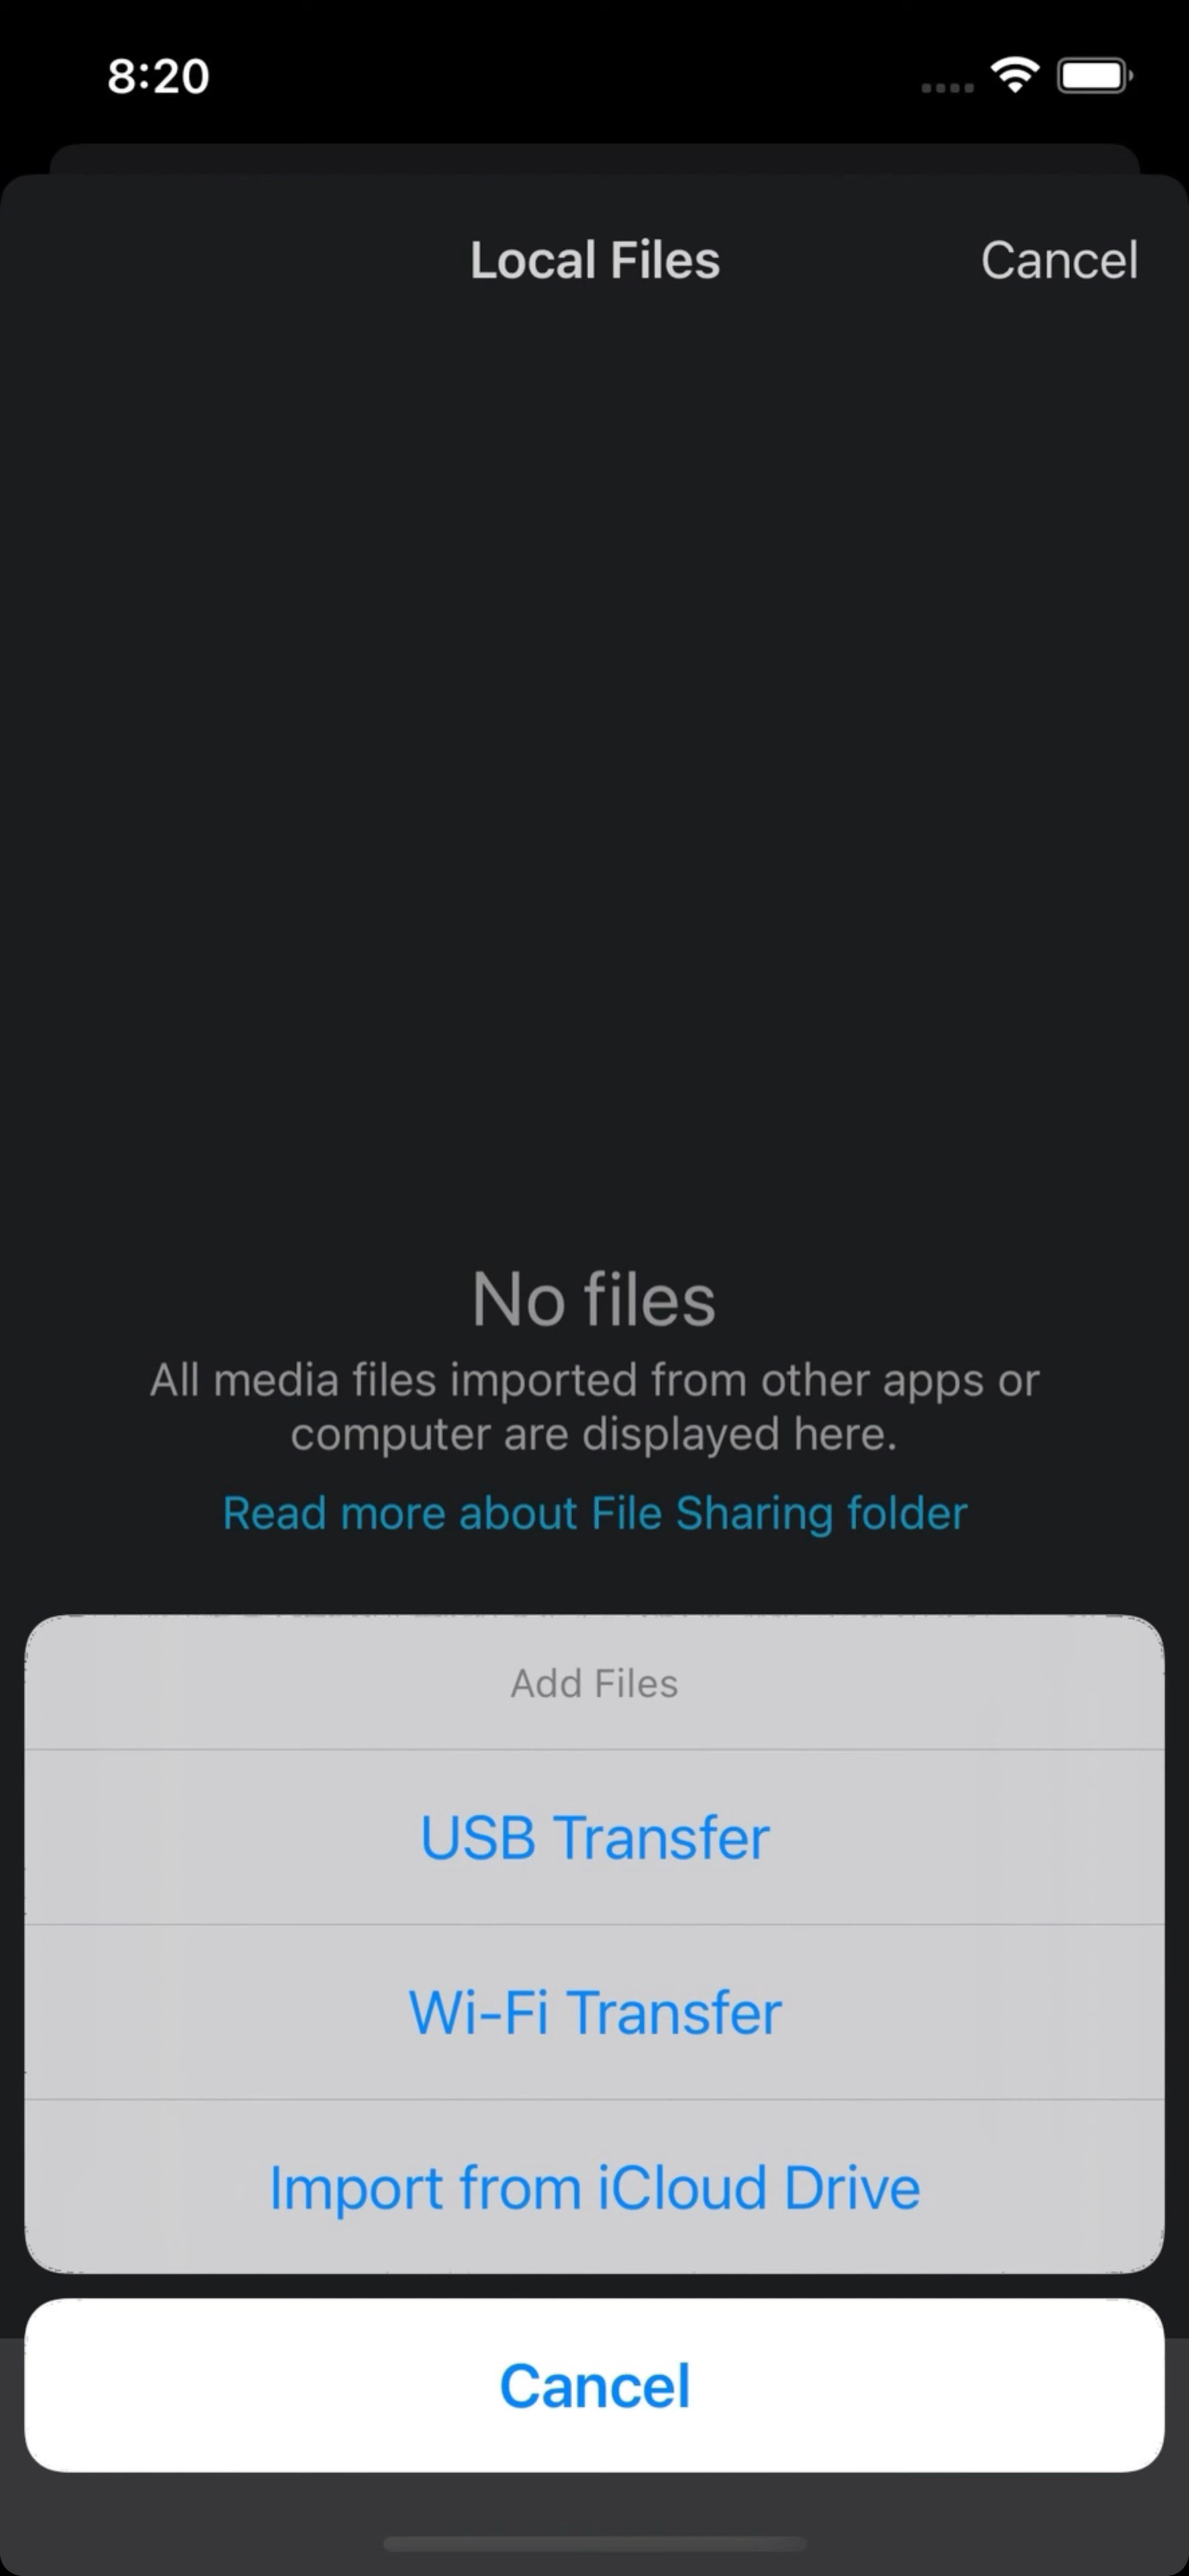 8:20
Local Files
Cancel
No files
All media files imported from other apps or
computer are displayed here.
Read more about File Sharing folder
Add Files
USB Transfer
Wi-Fi Transfer
Import from iCloud Drive
Cancel